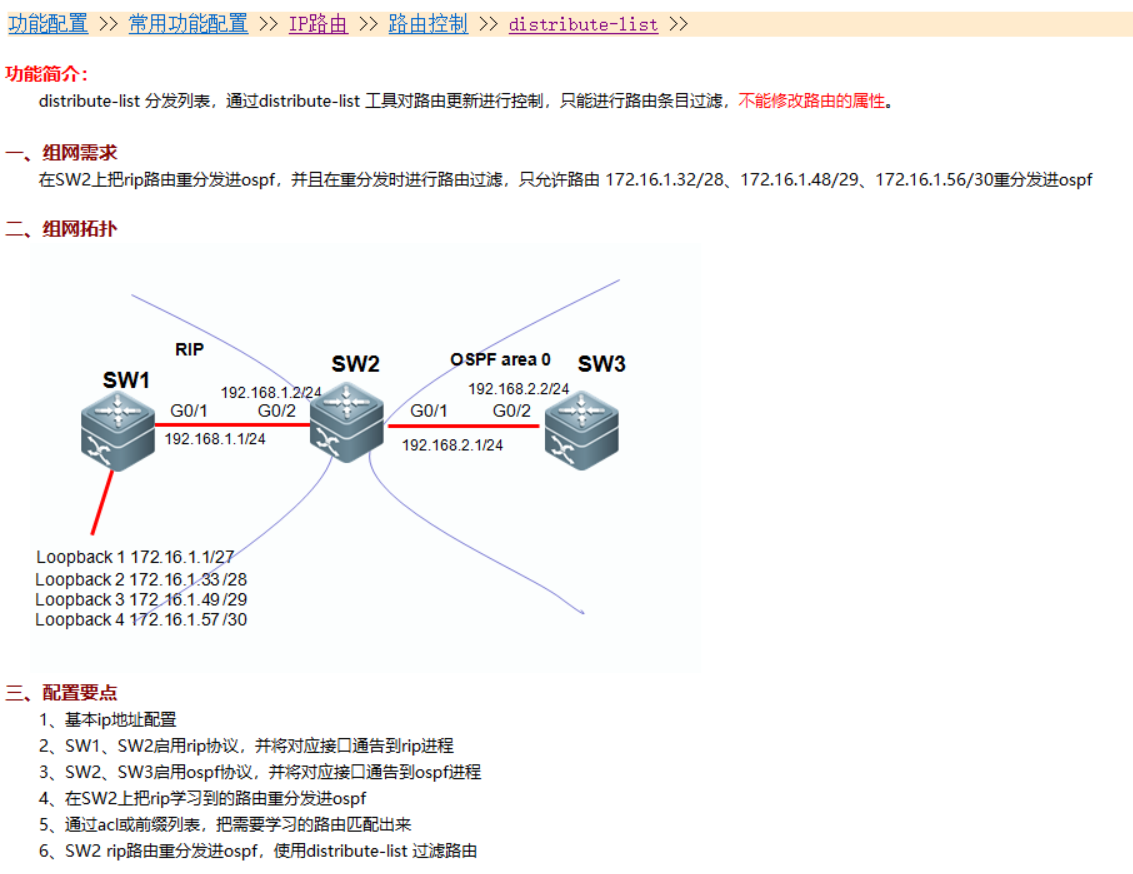 功能配置 >> 常用功能配置 >> IP路由 >> 路由控制 >> distribute-list >>
功能简介：
distribute-list 分发列表，通过distribute-list 工具对路由更新进行控制，只能进行路由条目过滤，不能修改路由的属性。
一、组网需求
在SW2上把rip路由重分发进ospf，并且在重分发时进行路由过滤，只允许路由 172.16.1.32/28、172.16.1.48/29、172.16.1.56/30重分发进ospf
二、组网拓扑
RIP
SW2
OSPF area 0
SW3
SW1
192.168.1.2/24
192.168.2.2/24
G0/1
G0/2
G0/1
G0/2
192.168.1.1/24
192.168.2.1/24
Loopback 1 172.16.1.1/27
Loopback 2 172.16.1.33 /28
Loopback 3 172.16.1.49 /29
Loopback 4 172.16.1.57 /30
三、配置要点
1、基本ip地址配置
2、SW1、SW2启用rip协议，并将对应接口通告到rip进程
3、SW2、SW3启用ospf协议，并将对应接口通告到ospf进程
4、在SW2上把rip学习到的路由重分发进ospf
5、通过acl或前缀列表，把需要学习的路由匹配出来
6、SW2 rip路由重分发进ospf，使用distribute-list 过滤路由